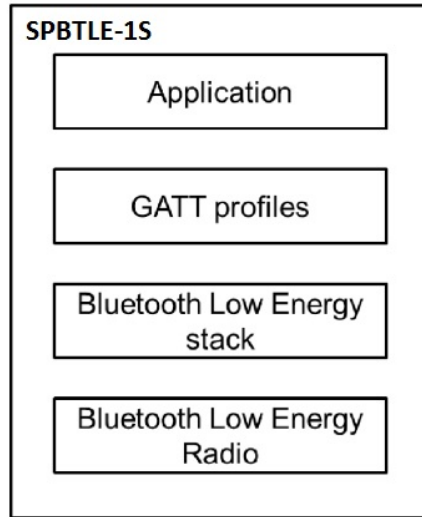 SPBTLE-1S
Application
GATT profiles
Bluetooth Low Energy
stack
Bluetooth Low Energy
Radio